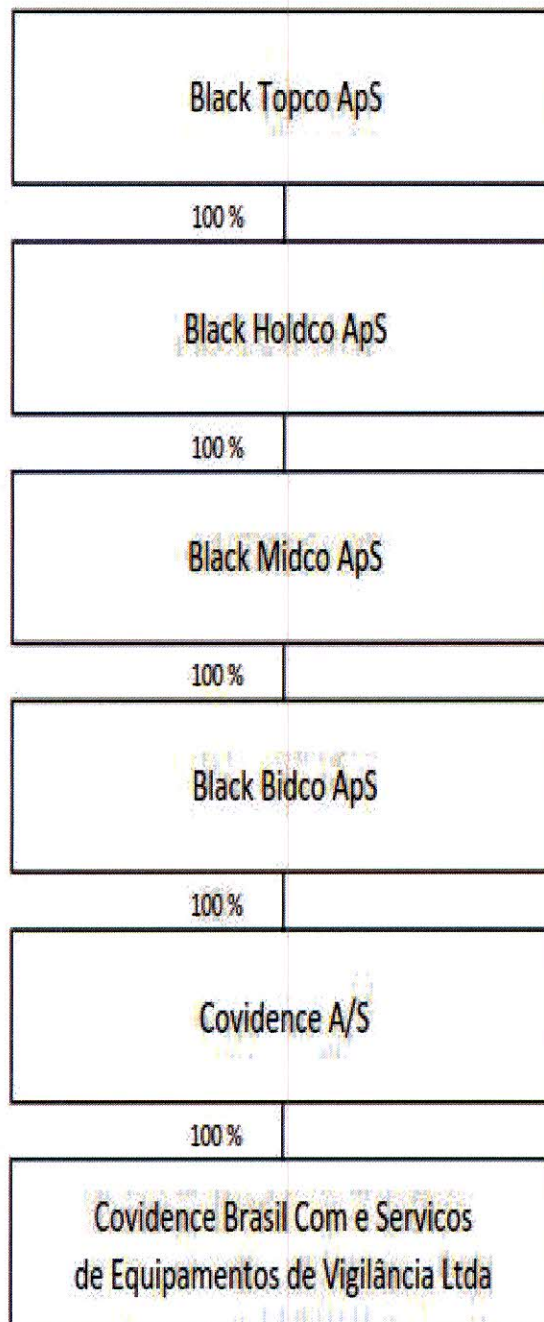 Black Topco ApS
100 %
Black Holdco ApS
100 %
Black Midco ApS
100 %
Black Bidco ApS
100 %
Covidence A/S
100 %
Covidence Brasil Com e Servicos
de Equipamentos de Vigilância Ltda